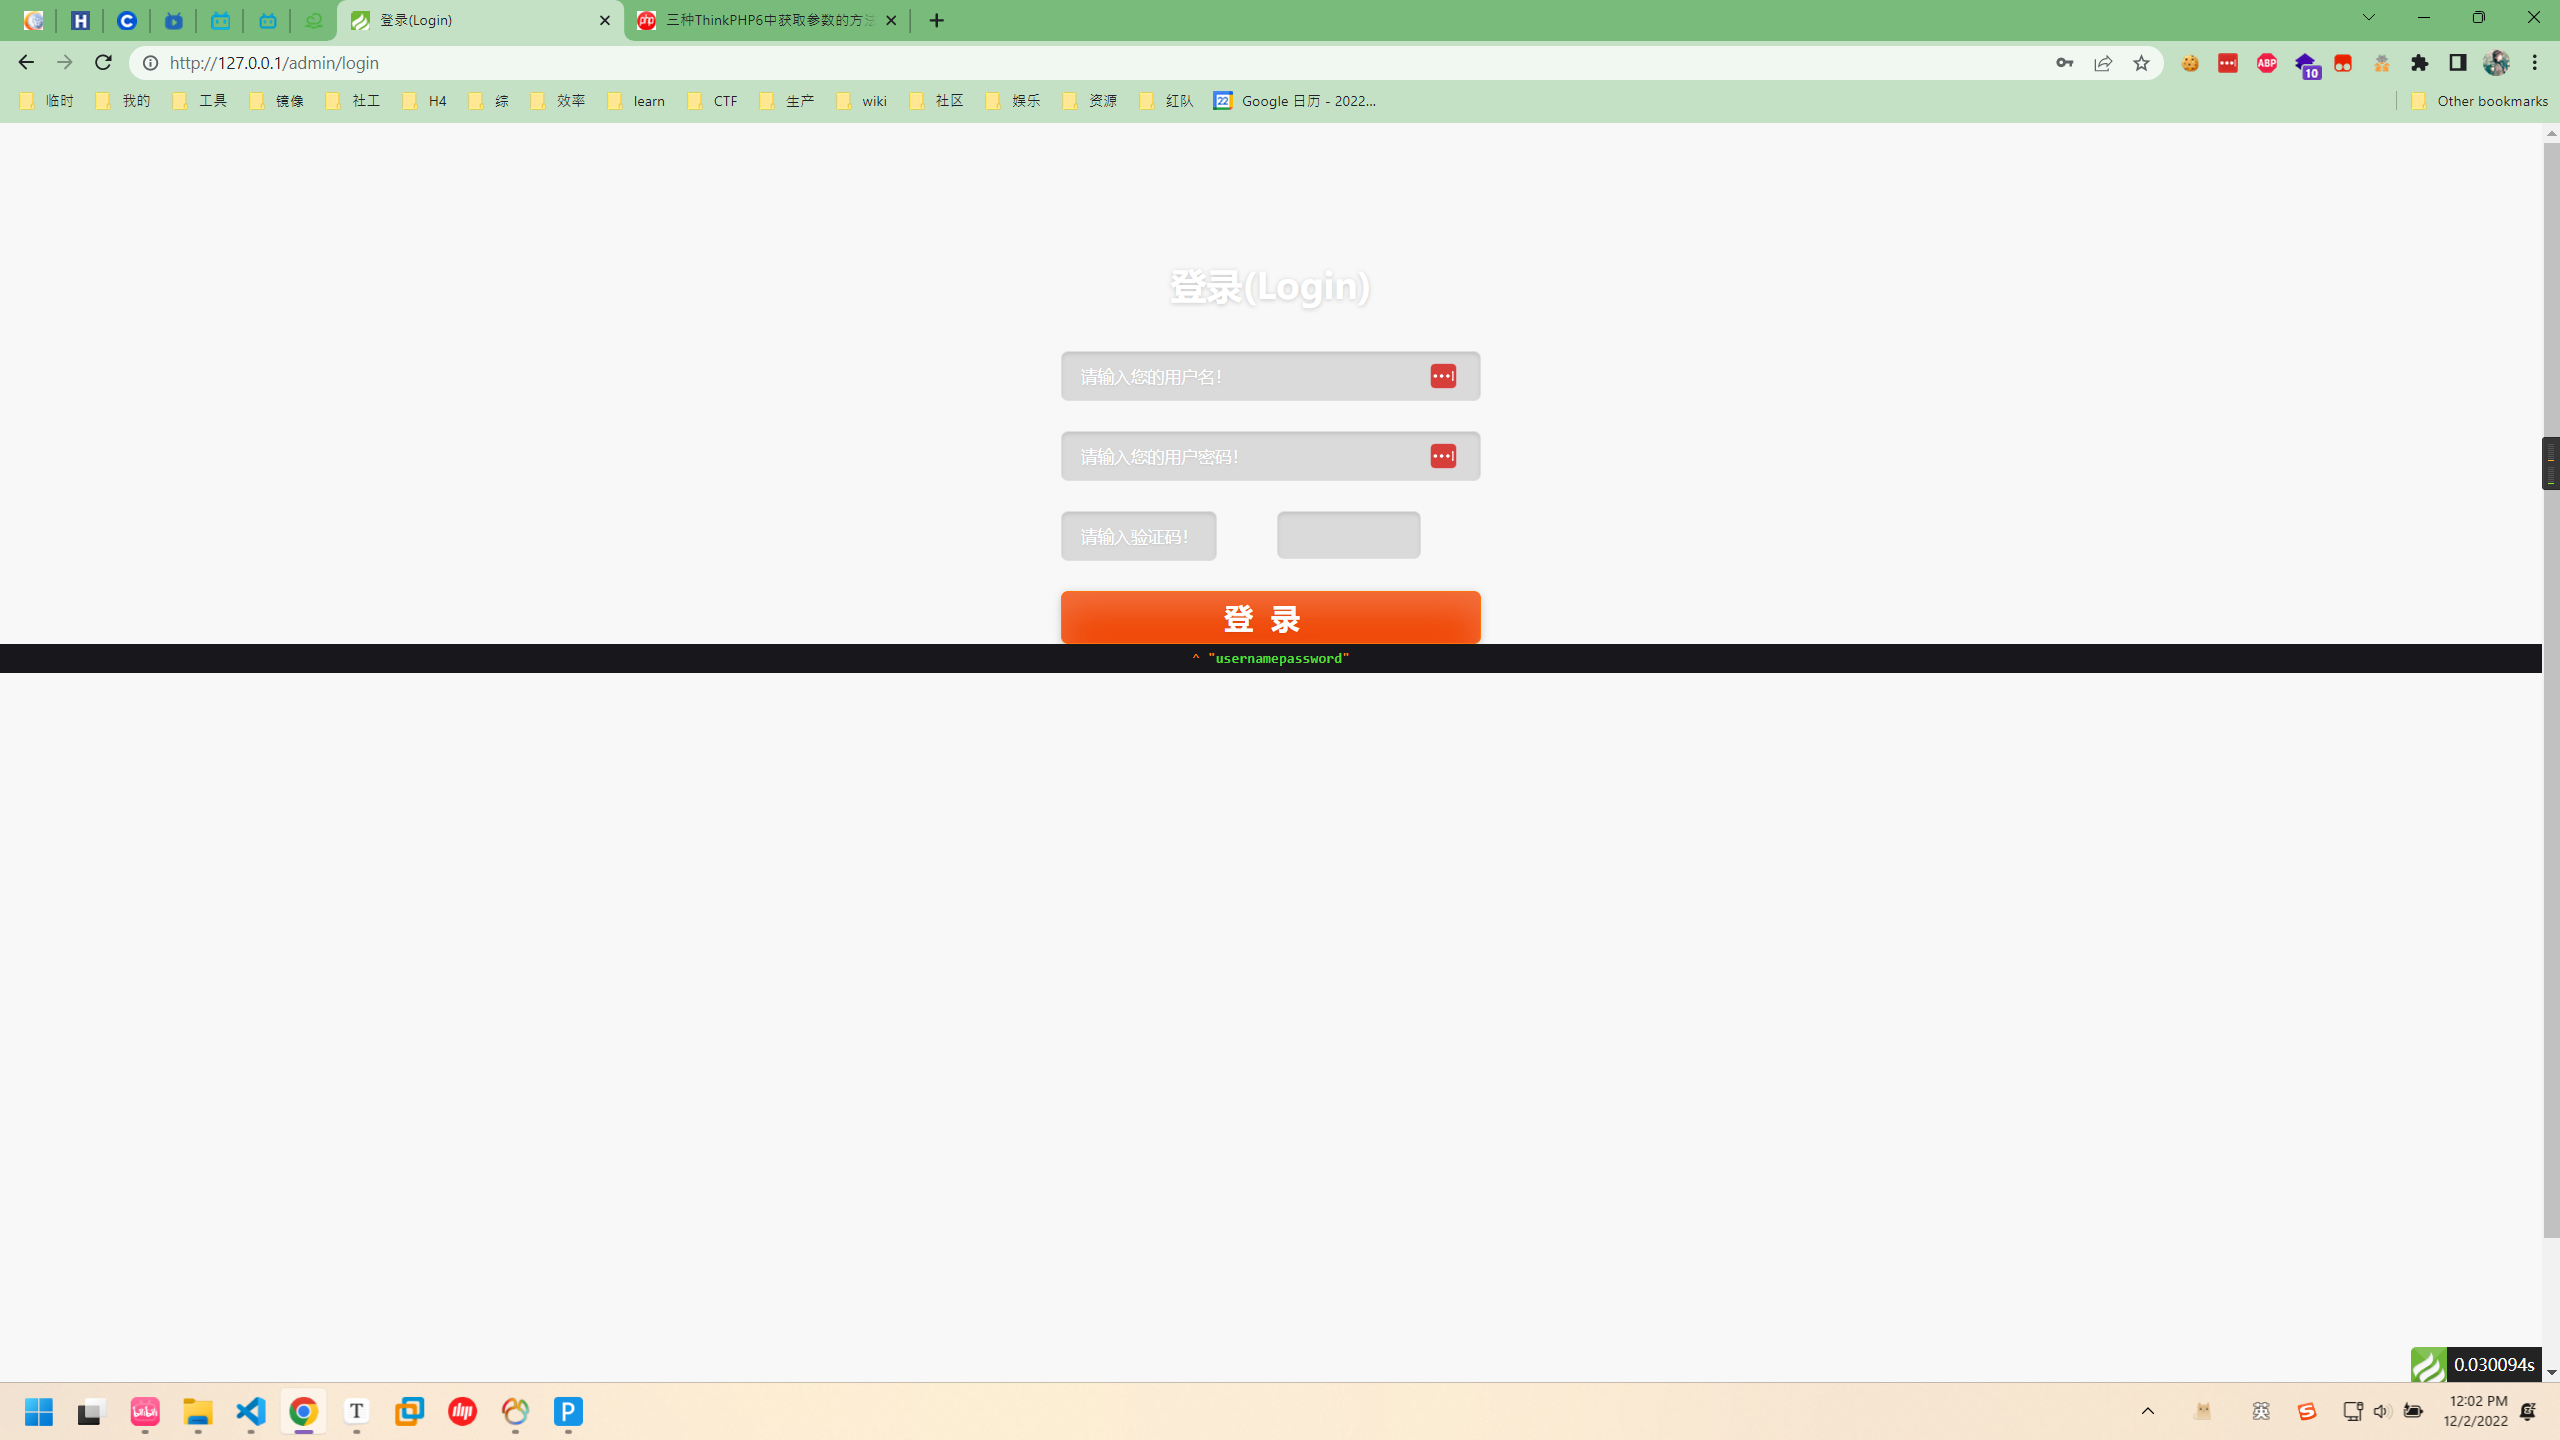 登录(Login)
三种ThinkPHP6中获取参数的方法
http://127.0.0.1/admin/login
ABP
10
临时
我的
工具
镜像
社工
H4
综
效率
learn
CTF
生产
wiki
社区
娱乐
资源
红队
Google 日历 - 2022...
Other bookmarks
登录(Login)
请输入您的用户名!
请输入您的用户密码!
请输入验证码!
登 录
^ "usernamepassword"
0.030094s
英
12:02 PM
12/2/2022